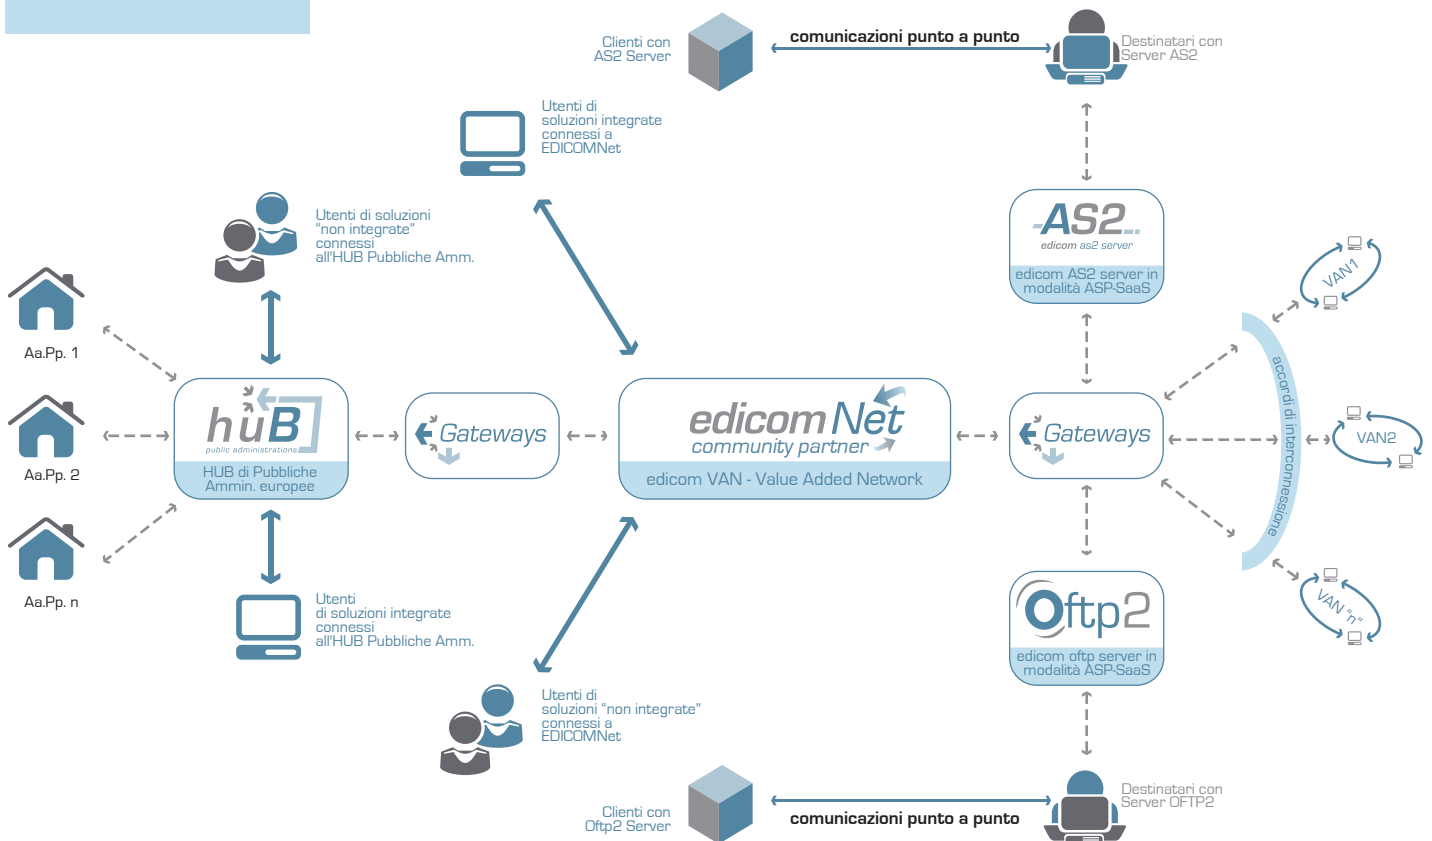 Clienti con
AS2 Server
comunicazioni punto a punto
Destinatari con
Server AS2
Utenti di
soluzioni integrate
connessi a
EDICOMNet
Utenti di soluzioni
“non integrate”
connessi
all'HUB Pubbliche Amm.
AS2
edicom as2 server
edicom AS2 server in
modalità ASP-SaaS
VAN1
Aa.Pp. 1
huB
public administrations
HUB di Pubbliche
Ammin. europee
Gateways
edicom Net
community partner
edicom VAN - Value Added Network
Gateways
accordi di interconnessione
VAN2
Aa.Pp. 2
Aa.Pp. n
Utenti
di soluzioni integrate
connessi
all'HUB Pubbliche Amm.
Oftp2
edicom oftp server in
modalità ASP-SaaS
VAN “n”
Utenti di
soluzioni “non integrate”
connessi a
EDICOMNet
Clienti con
Oftp2 Server
comunicazioni punto a punto
Destinatari con
Server OFTP2